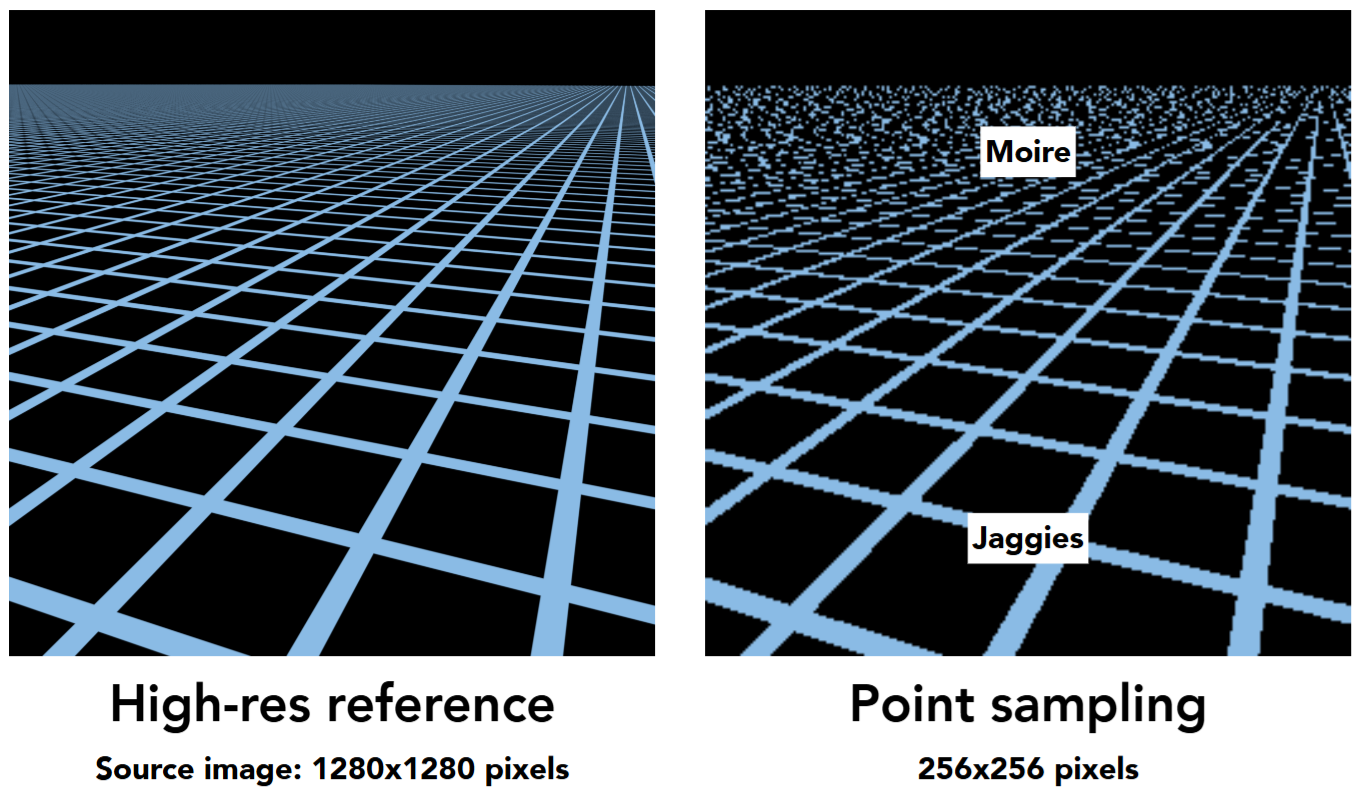 Moire
Jaggies
High-res reference
Source image: 1280x1280 pixels
Point sampling
256x256 pixels